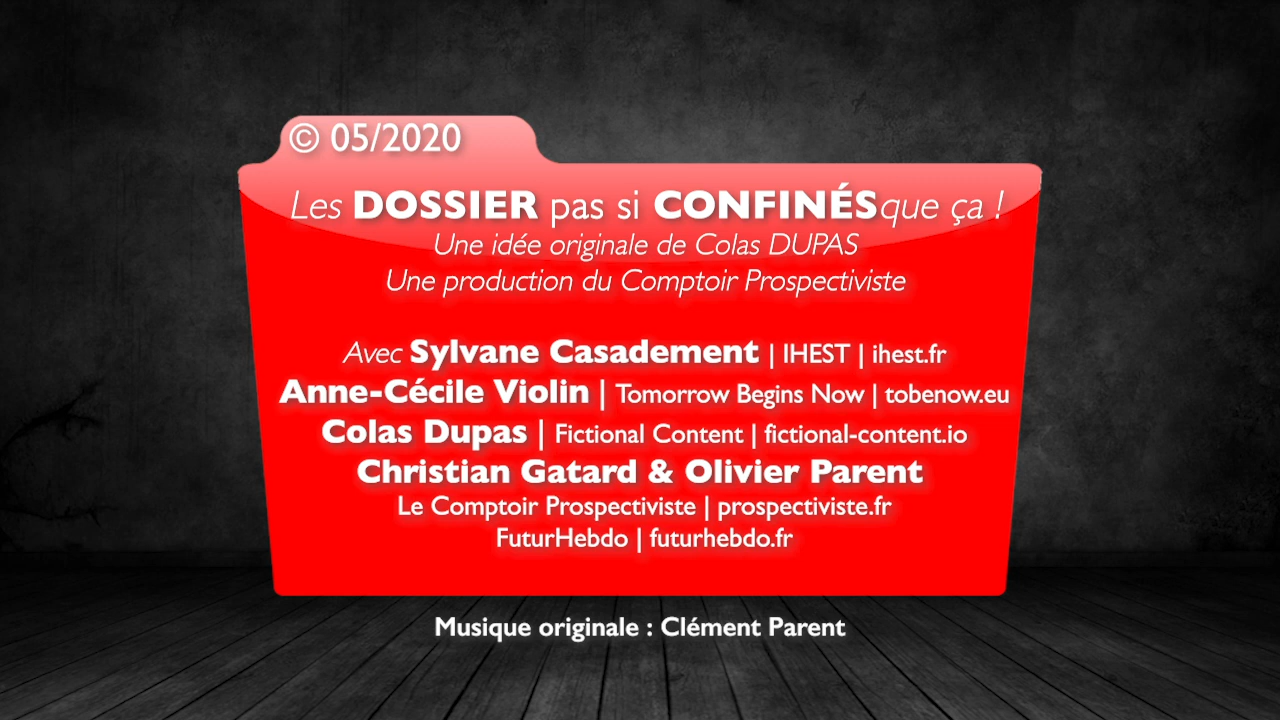 © 05/2020
Les DOSSIER pas si CONFINÉS que ça !
Une idée originale de Colas DUPAS
Une production du Comptoir Prospectiviste
Avec Sylvane Casadement | IHEST | ihest.fr
Anne-Cécile Violin | Tomorrow Begins Now | tobenow.eu
Colas Dupas | Fictional Content | fictional-content.io
Christian Gatard & Olivier Parent
Le Comptoir Prospectiviste | prospectiviste.fr
FuturHebdo | futurhebdo.fr
Musique originale : Clément Parent